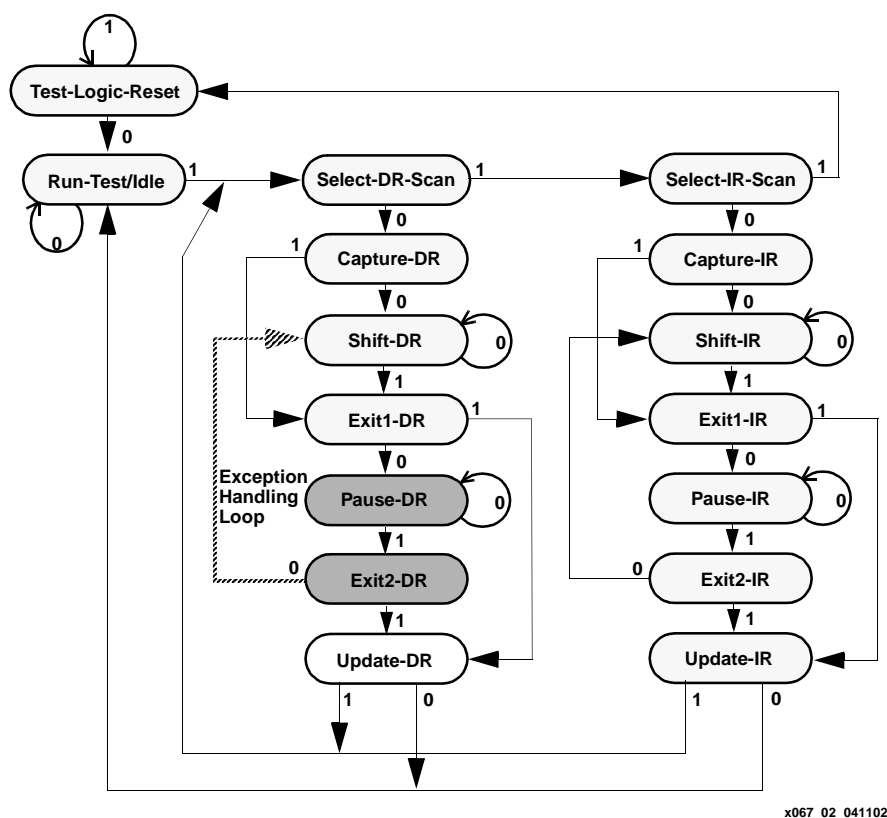 1
Test-Logic-Reset
0
Run-Test/Idle
1
Select-DR-Scan
1
Select-IR-Scan
1
0
0
0
1
Capture-DR
1
Capture-IR
0
0
Shift-DR
0
Shift-IR
0
1
1
Exit1-DR
1
Exit1-IR
1
0
0
Exception
Handling
Loop
Pause-DR
0
Pause-IR
0
1
1
0
Exit2-DR
0
Exit2-IR
1
1
Update-DR
Update-IR
1
0
1
0
x067_02_041102